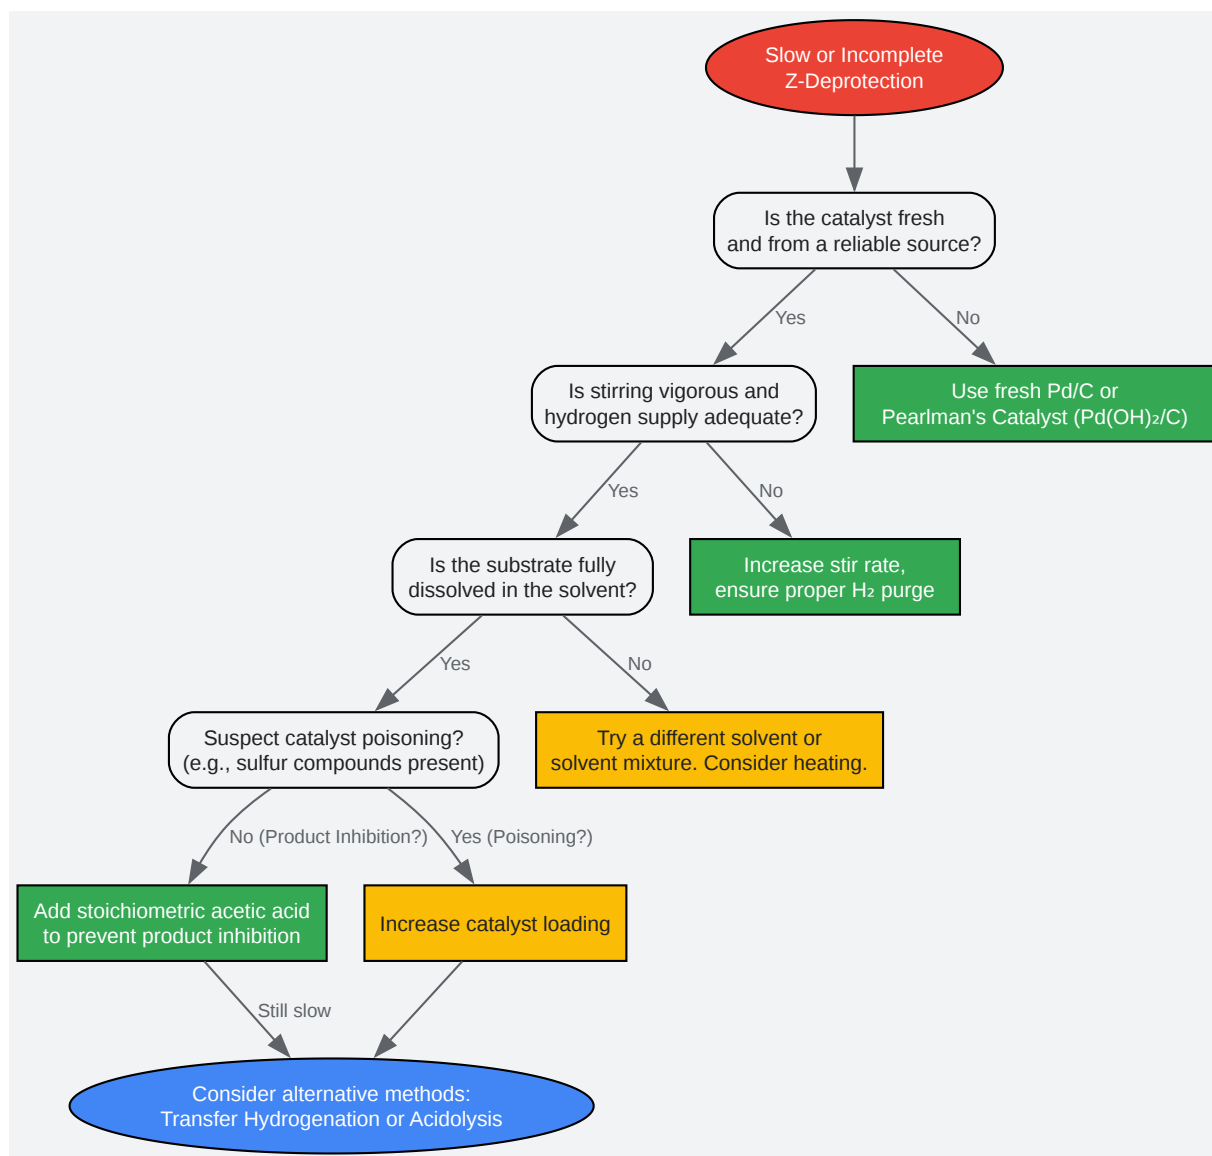 Slow or Incomplete
Z-Deprotection
Is the catalyst fresh
and from a reliable source?
Yes
No
Is stirring vigorous and
hydrogen supply adequate?
Use fresh Pd/C or
Pearlman's Catalyst (Pd(OH)₂/C)
Yes
No
Is the substrate fully
dissolved in the solvent?
Increase stir rate,
ensure proper H₂ purge
Yes
No
Suspect catalyst poisoning?
(e.g., sulfur compounds present)
Try a different solvent or
solvent mixture. Consider heating.
No (Product Inhibition?)
Yes (Poisoning?)
Add stoichiometric acetic acid
to prevent product inhibition
Increase catalyst loading
Still slow
Consider alternative methods:
Transfer Hydrogenation or Acidolysis